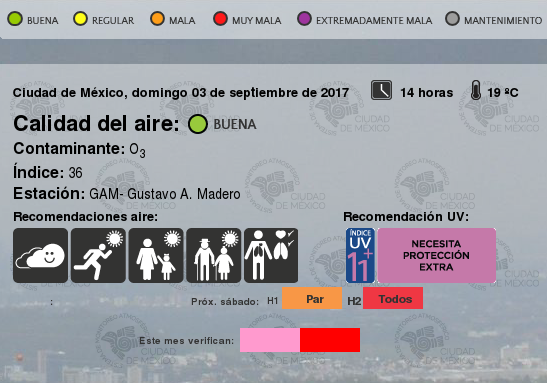 BUENA REGULAR MALA MUY MALA EXTREMADAMENTE MALA MANTENIMIENTO
Ciudad de México, domingo 03 de septiembre de 2017 14 horas 19 ºC
Calidad del aire: BUENA
Contaminante: O3
Índice: 36
Estación: GAM- Gustavo A. Madero
Recomendaciones aire: Recomendación UV:
ÍNDICE
UV
11+
NECESITA
PROTECCIÓN
EXTRA
: Próx. sábado: H1 Par H2 Todos
Este mes verifican: